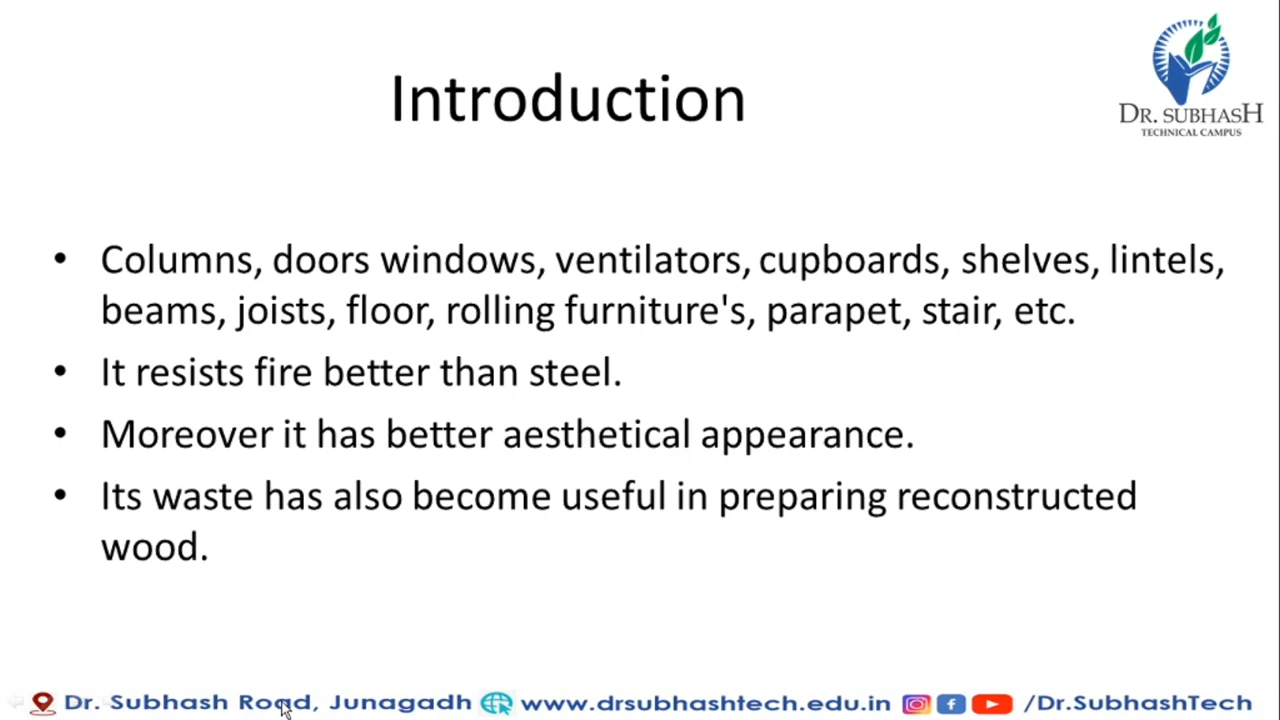 DR. SUBHASH
TECHNICAL CAMPUS
Introduction
• Columns, doors windows, ventilators, cupboards, shelves, lintels,
beams, joists, floor, rolling furniture's, parapet, stair, etc.
• It resists fire better than steel.
• Moreover it has better aesthetical appearance.
• Its waste has also become useful in preparing reconstructed
wood.
Dr. Subhash Road, Junagadh www.drsubhashtech.edu.in /Dr.SubhashTech